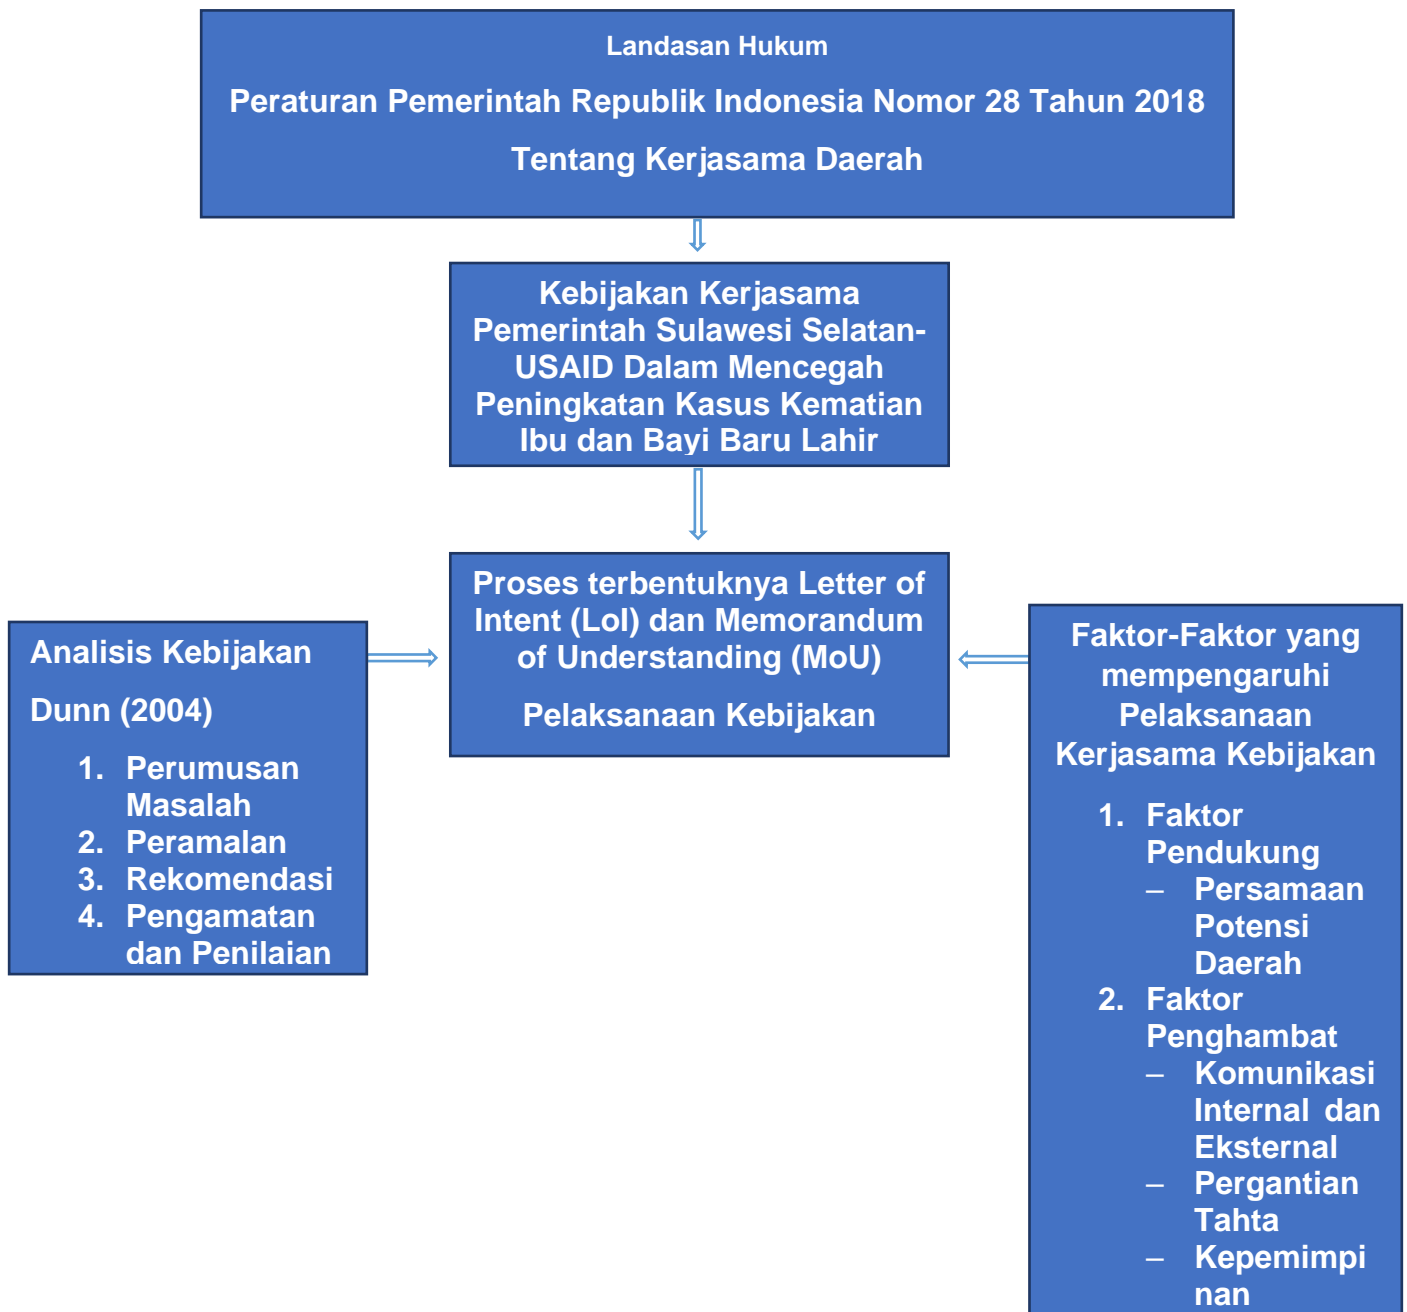 Landasan Hukum
Peraturan Pemerintah Republik Indonesia Nomor 28 Tahun 2018
Tentang Kerjasama Daerah
Kebijakan Kerjasama
Pemerintah Sulawesi Selatan-
USAID Dalam Mencegah
Peningkatan Kasus Kematian
Ibu dan Bayi Baru Lahir
Proses terbentuknya Letter of
Intent (LoI) dan Memorandum
of Understanding (MoU)
Pelaksanaan Kebijakan
Analisis Kebijakan
Dunn (2004)
1. Perumusan
Masalah
2. Peramalan
3. Rekomendasi
4. Pengamatan
dan Penilaian
Faktor-Faktor yang
mempengaruhi
Pelaksanaan
Kerjasama Kebijakan
1. Faktor
Pendukung
– Persamaan
Potensi
Daerah
2. Faktor
Penghambat
– Komunikasi
Internal dan
Eksternal
– Pergantian
Tahta
– Kepemimpi
nan